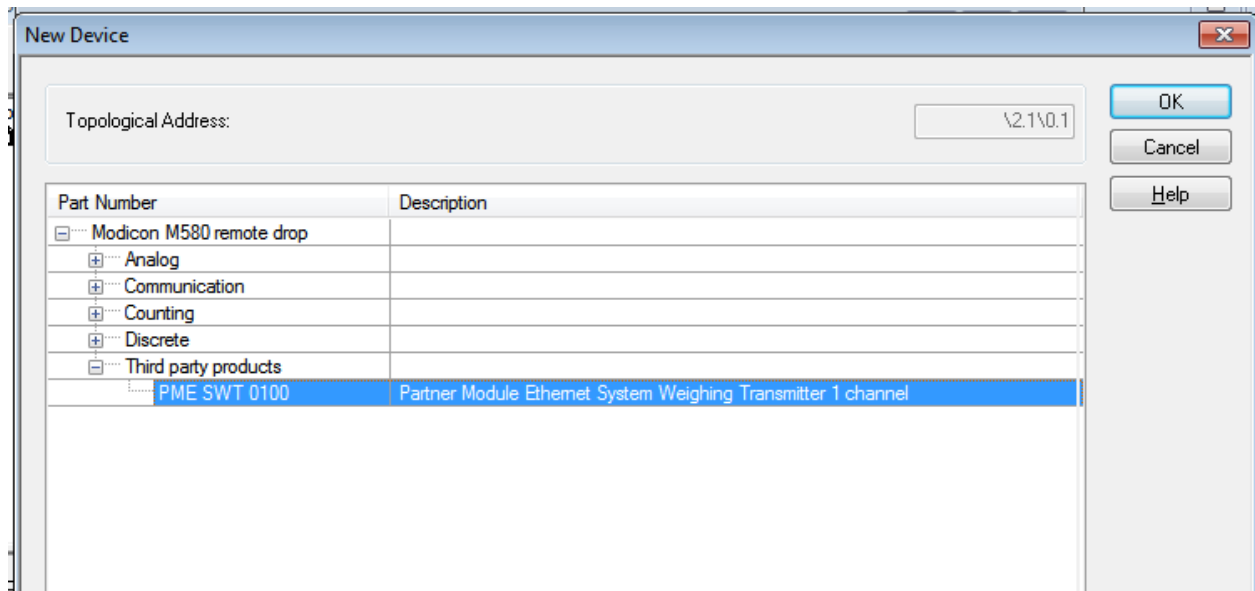 New Device
Topological Address: \2.1\0.1
OK
Cancel
Help
Part Number Description
Modicon M580 remote drop
Analog
Communication
Counting
Discrete
Third party products
PME SWT 0100 Partner Module Ethernet System Weighing Transmitter 1 channel